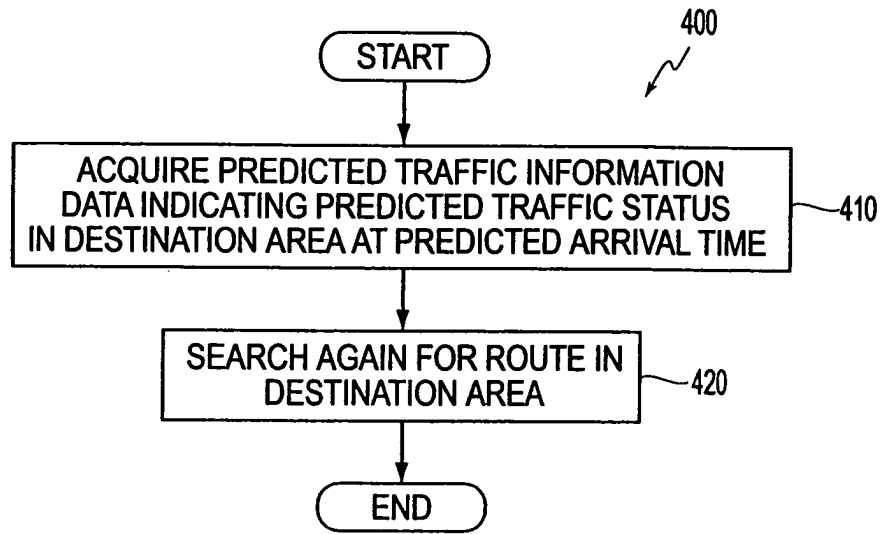 400
START
ACQUIRE PREDICTED TRAFFIC INFORMATION
DATA INDICATING PREDICTED TRAFFIC STATUS
IN DESTINATION AREA AT PREDICTED ARRIVAL TIME
410
SEARCH AGAIN FOR ROUTE IN
DESTINATION AREA
420
END